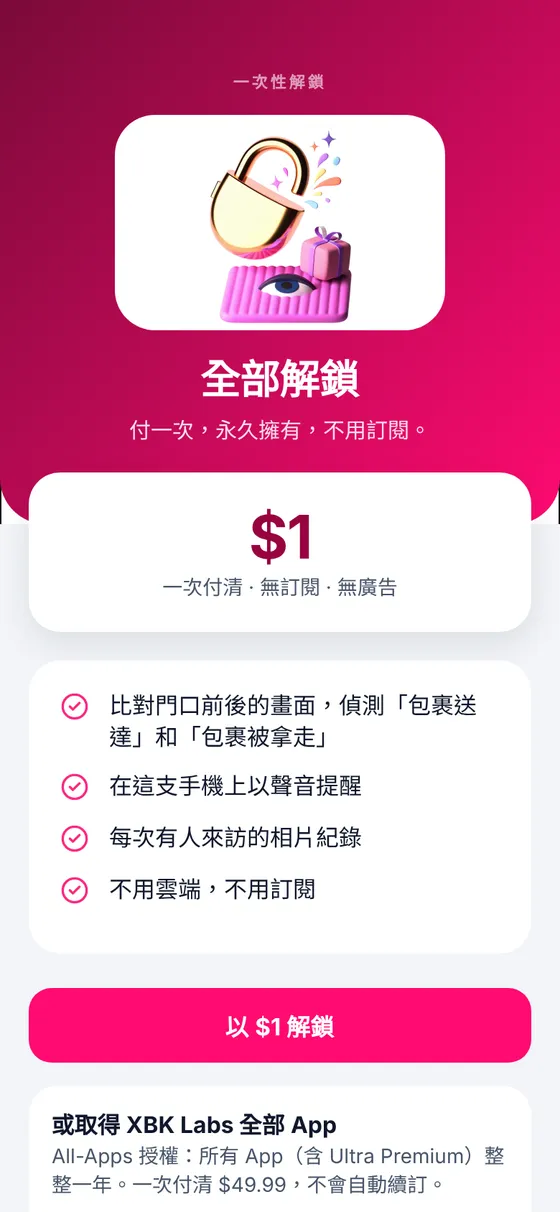 一次性解鎖
全部解鎖
付一次，永久擁有，不用訂閱。
$1
一次付清 · 無訂閱 · 無廣告
比對門口前後的畫面，偵測「包裹送
達」和「包裹被拿走」
在這支手機上以聲音提醒
每次有人來訪的相片紀錄
不用雲端，不用訂閱
以 $1 解鎖
或取得 XBK Labs 全部 App
All-Apps 授權：所有 App（含 Ultra Premium）整
整一年。一次付清 $49.99，不會自動續訂。